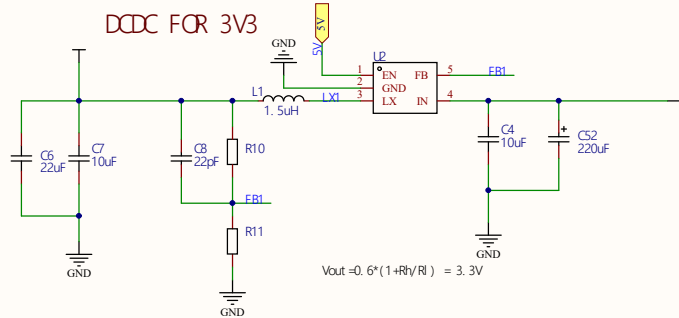 DCDC FOR 3V3
5V
5V
GND
U2
1 EN FB 5 FB1
2 GND
L1 LX1 3 LX IN 4
1.5uH
C6
22uF
C7
10uF
C8
22pF
R10
C4
10uF
C52
220uF
FB1
R11
GND
GND
GND
Vout=0.6*(1+Rh/Rl) = 3.3V